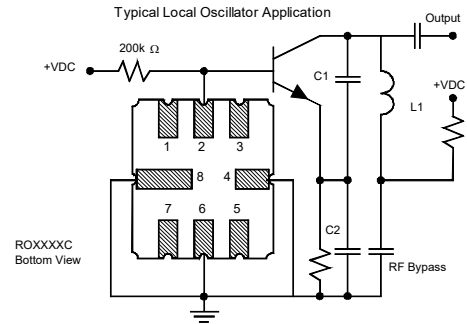 Typical Local Oscillator Application
Output
200k Ω
+VDC
C1
+VDC
L1
1 2 3
8 4
7 6 5
C2
ROXXXXC
Bottom View
RF Bypass